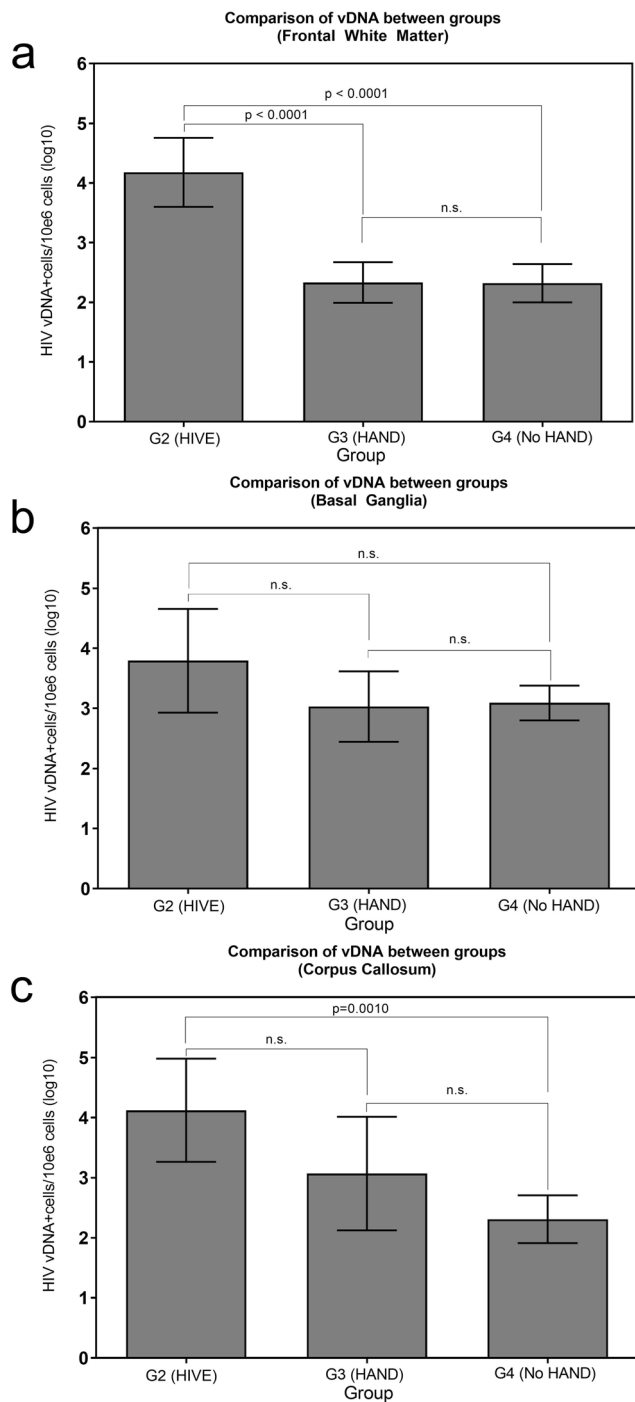 Comparison of vDNA between groups
(Frontal White Matter)
a
6
5
4
3
2
1
0
HIV vDNA+cells/10e6 cells (log10)
p < 0.0001
p < 0.0001
n.s.
G2 (HIVE)
G3 (HAND)
G4 (No HAND)
Group
Comparison of vDNA between groups
(Basal Ganglia)
b
6
5
4
3
2
1
0
HIV vDNA+cells/10e6 cells (log10)
n.s.
n.s.
n.s.
G2 (HIVE)
G3 (HAND)
G4 (No HAND)
Group
Comparison of vDNA between groups
(Corpus Callosum)
c
6
5
4
3
2
1
0
HIV vDNA+cells/10e6 cells (log10)
p=0.0010
n.s.
n.s.
G2 (HIVE)
G3 (HAND)
G4 (No HAND)
Group